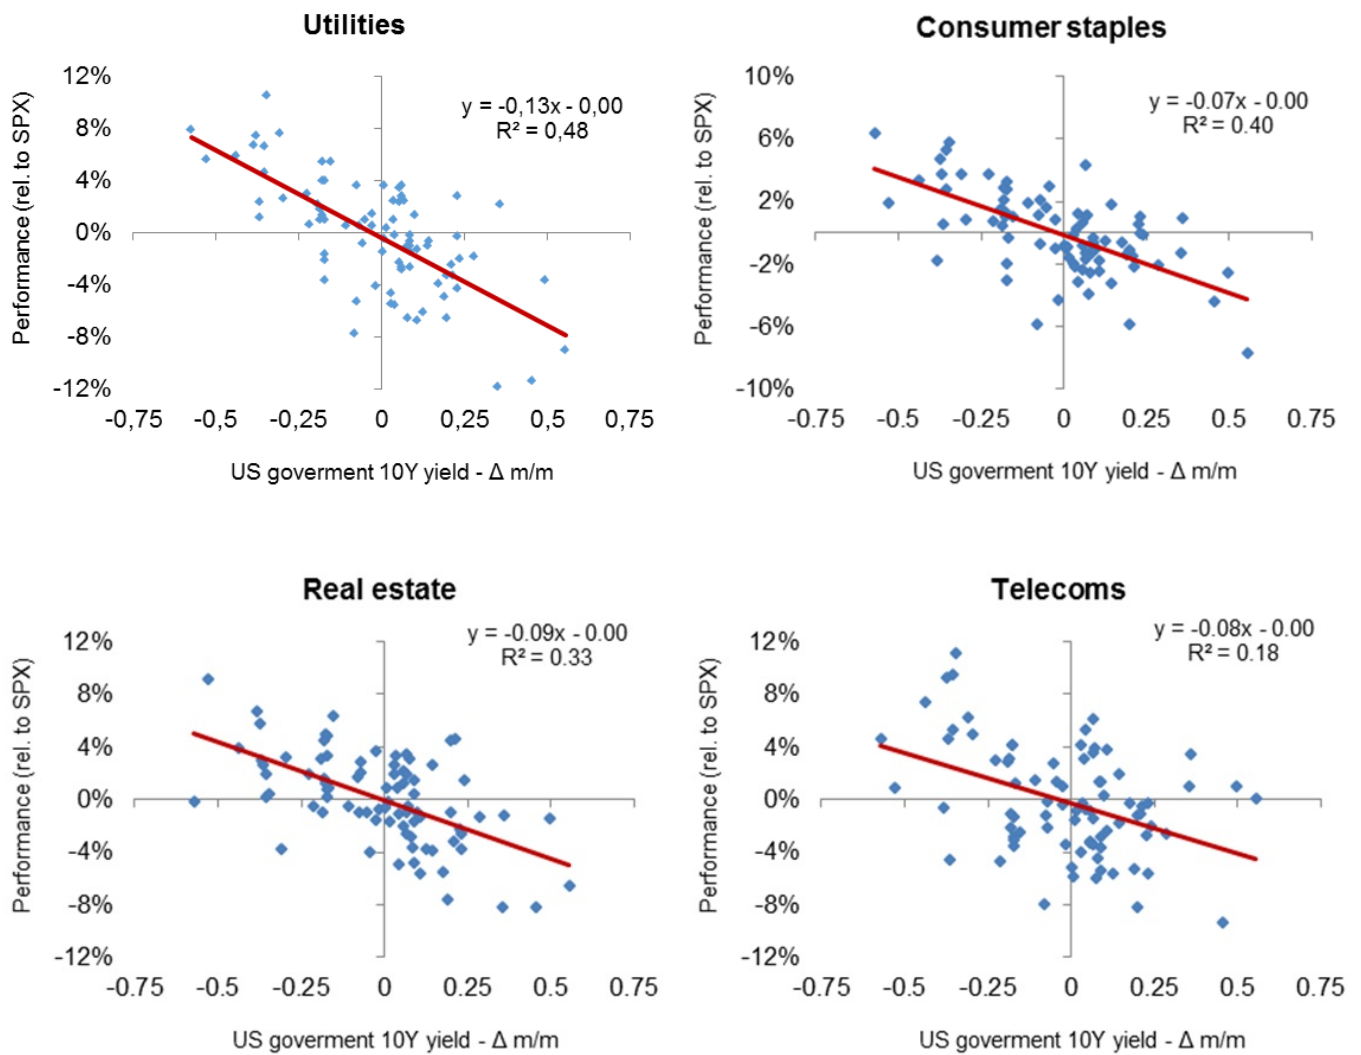 Utilities
y = -0,13x - 0,00
R² = 0,48
12%
8%
4%
0%
-4%
-8%
-12%
Performance (rel. to SPX)
-0,75 -0,5 -0,25 0 0,25 0,5 0,75
US goverment 10Y yield - Δ m/m
Consumer staples
y = -0.07x - 0.00
R² = 0.40
10%
6%
2%
-2%
-6%
-10%
Performance (rel. to SPX)
-0.75 -0.5 -0.25 0 0.25 0.5 0.75
US goverment 10Y yield - Δ m/m
Real estate
y = -0.09x - 0.00
R² = 0.33
12%
8%
4%
0%
-4%
-8%
-12%
Performance (rel. to SPX)
-0.75 -0.5 -0.25 0 0.25 0.5 0.75
US goverment 10Y yield - Δ m/m
Telecoms
y = -0.08x - 0.00
R² = 0.18
12%
8%
4%
0%
-4%
-8%
-12%
Performance (rel. to SPX)
-0.75 -0.5 -0.25 0 0.25 0.5 0.75
US goverment 10Y yield - Δ m/m